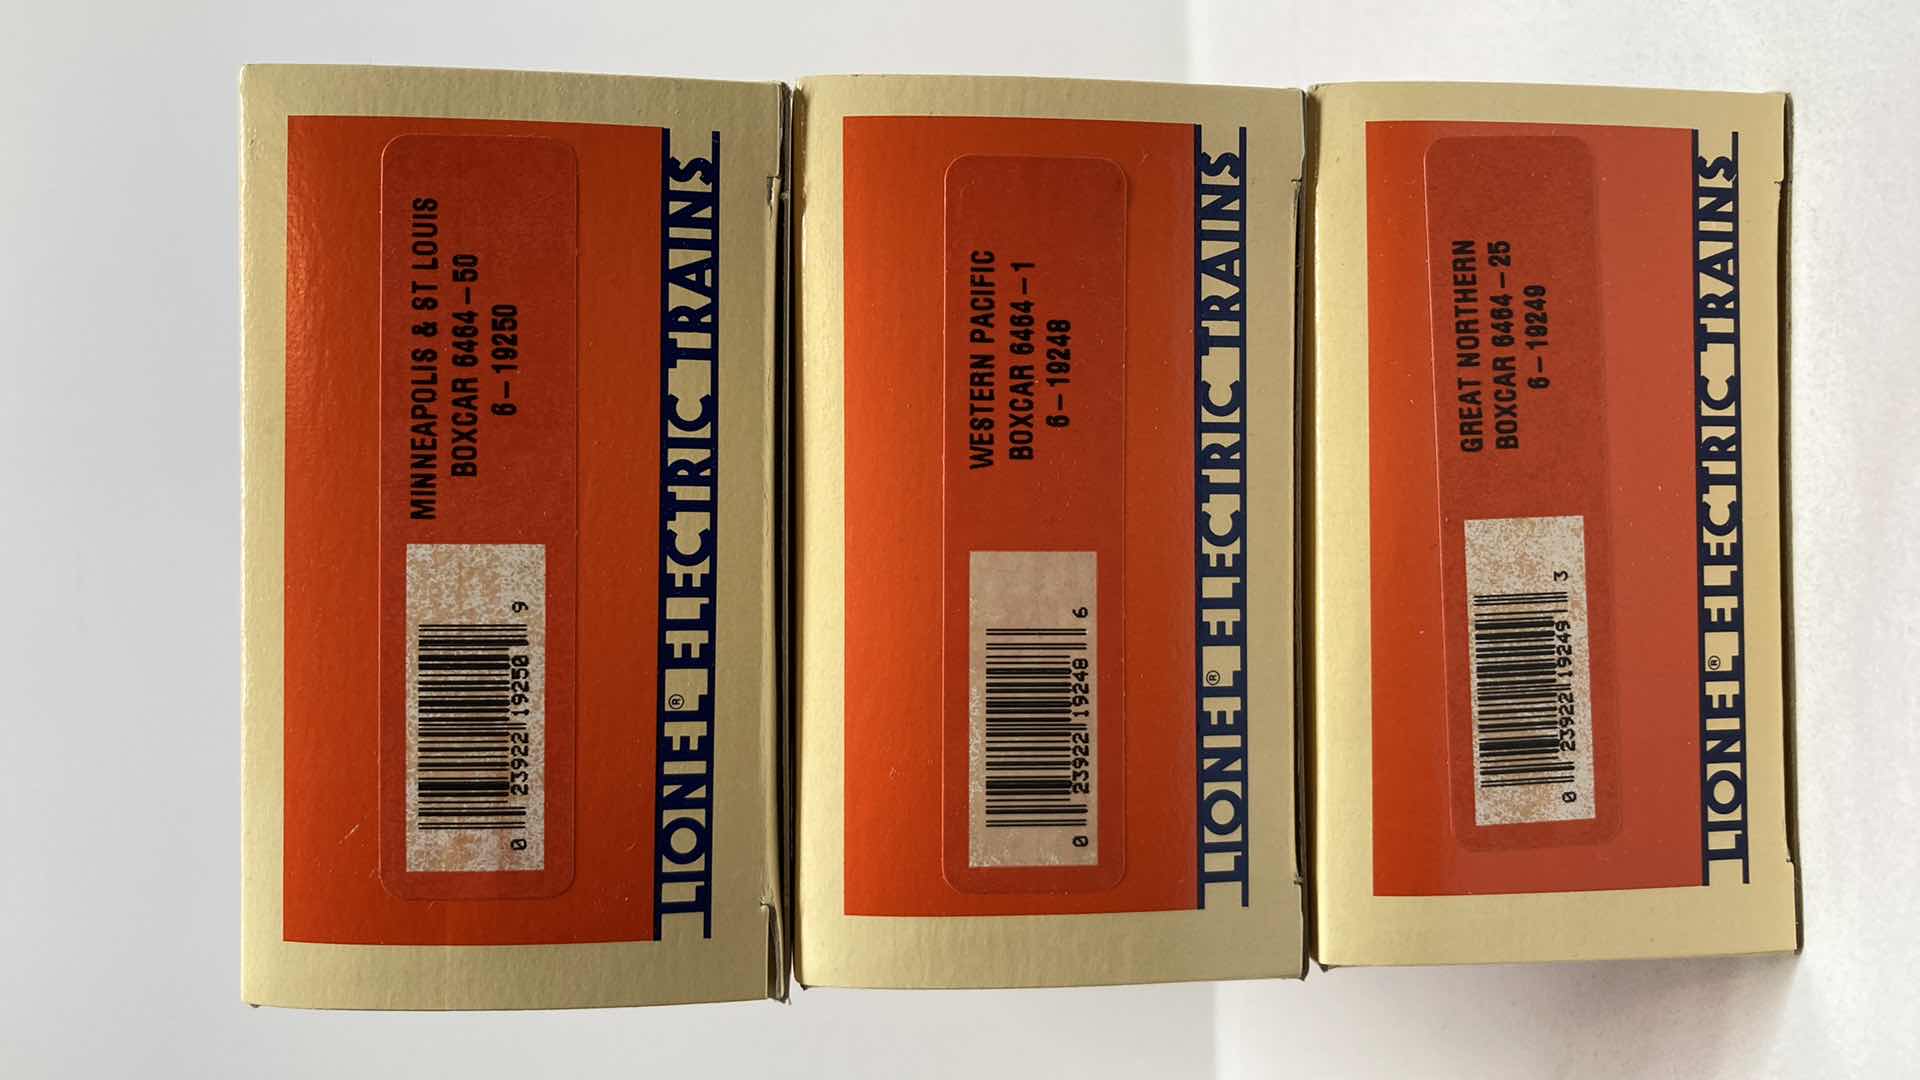 MINNEAPOLIS & ST LOUIS
BOXCAR 6464-50
6-19250
0 23922 19250 9
LIONEL® ELECTRIC TRAINS
WESTERN PACIFIC
BOXCAR 6464-1
6-19248
0 23922 19248 6
LIONEL® ELECTRIC TRAINS
GREAT NORTHERN
BOXCAR 6464-25
6-19249
0 23922 19249 3
LIONEL® ELECTRIC TRAINS